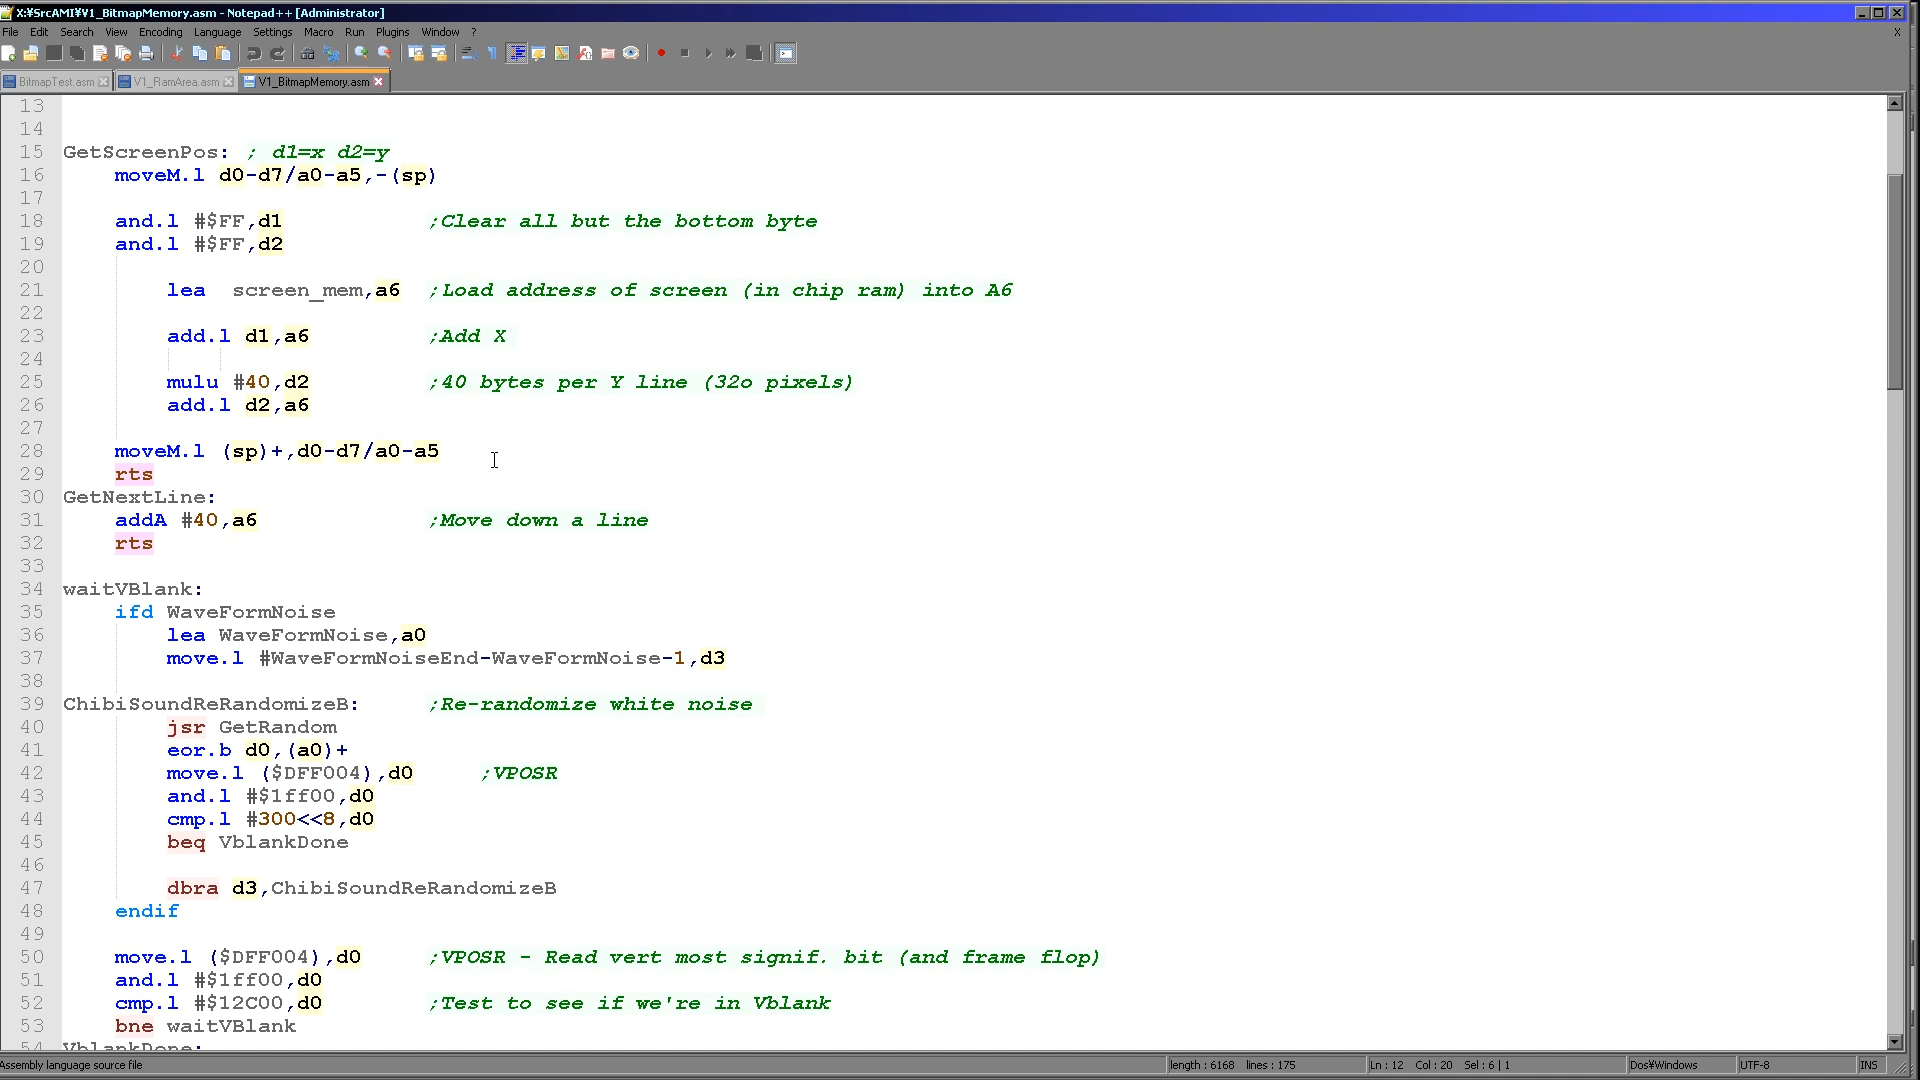 X:¥SrcAMI¥V1_BitmapMemory.asm - Notepad++ [Administrator]
File Edit Search View Encoding Language Settings Macro Run Plugins Window ? X
BitmapTest.asm V1_RamArea.asm V1_BitmapMemory.asm
13
14
15 GetScreenPos: ; d1=x d2=y
16 moveM.l d0-d7/a0-a5,-(sp)
17
18 and.l #$FF,d1 ;Clear all but the bottom byte
19 and.l #$FF,d2
20
21 lea screen_mem,a6 ;Load address of screen (in chip ram) into A6
22
23 add.l d1,a6 ;Add X
24
25 mulu #40,d2 ;40 bytes per Y line (32o pixels)
26 add.l d2,a6
27
28 moveM.l (sp)+,d0-d7/a0-a5
29 rts
30 GetNextLine:
31 addA #40,a6 ;Move down a line
32 rts
33
34 waitVBlank:
35 ifd WaveFormNoise
36 lea WaveFormNoise,a0
37 move.l #WaveFormNoiseEnd-WaveFormNoise-1,d3
38
39 ChibiSoundReRandomizeB: ;Re-randomize white noise
40 jsr GetRandom
41 eor.b d0,(a0)+
42 move.l ($DFF004),d0 ;VPOSR
43 and.l #$1ff00,d0
44 cmp.l #300<<8,d0
45 beq VblankDone
46
47 dbra d3,ChibiSoundReRandomizeB
48 endif
49
50 move.l ($DFF004),d0 ;VPOSR - Read vert most signif. bit (and frame flop)
51 and.l #$1ff00,d0
52 cmp.l #$12C00,d0 ;Test to see if we're in Vblank
53 bne waitVBlank
54 VblankDone:
Assembly language source file length : 6168 lines : 175 Ln : 12 Col : 20 Sel : 6 | 1 Dos¥Windows UTF-8 INS